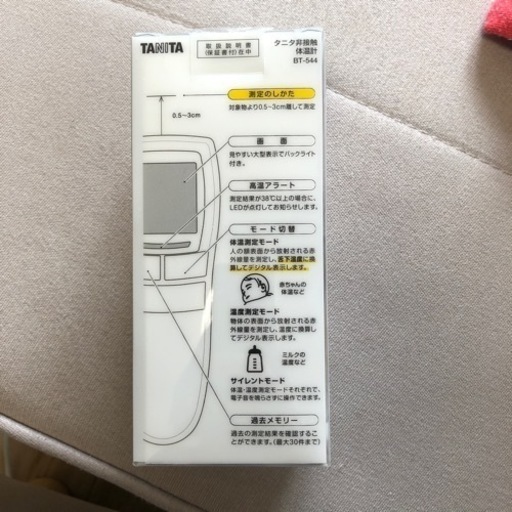 TANITA
取扱説明書
(保証書付)在中
タニタ非接触
体温計
BT-544
測定のしかた
対象物より0.5~3cm離して測定
0.5~3cm
画面
見やすい大型表示でバックライト
付き。
高温アラート
測定結果が38℃以上の場合に、
LEDが点灯してお知らせします。
モード切替
体温測定モード
人の額表面から放射される赤
外線量を測定し、舌下温度に換
算してデジタル表示します。
赤ちゃんの
体温など
温度測定モード
物体の表面から放射される赤
外線量を測定し、温度に換算し
てデジタル表示します。
ミルクの
温度など
サイレントモード
体温・温度測定モードそれぞれで、
電子音を鳴らさずに操作できます。
過去メモリー
過去の測定結果を確認するこ
とができます。(最大30件まで)